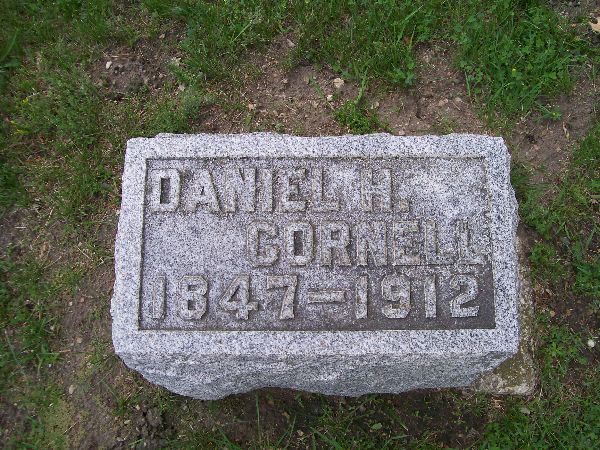 DANIEL H.
CORNELL
1847-1912